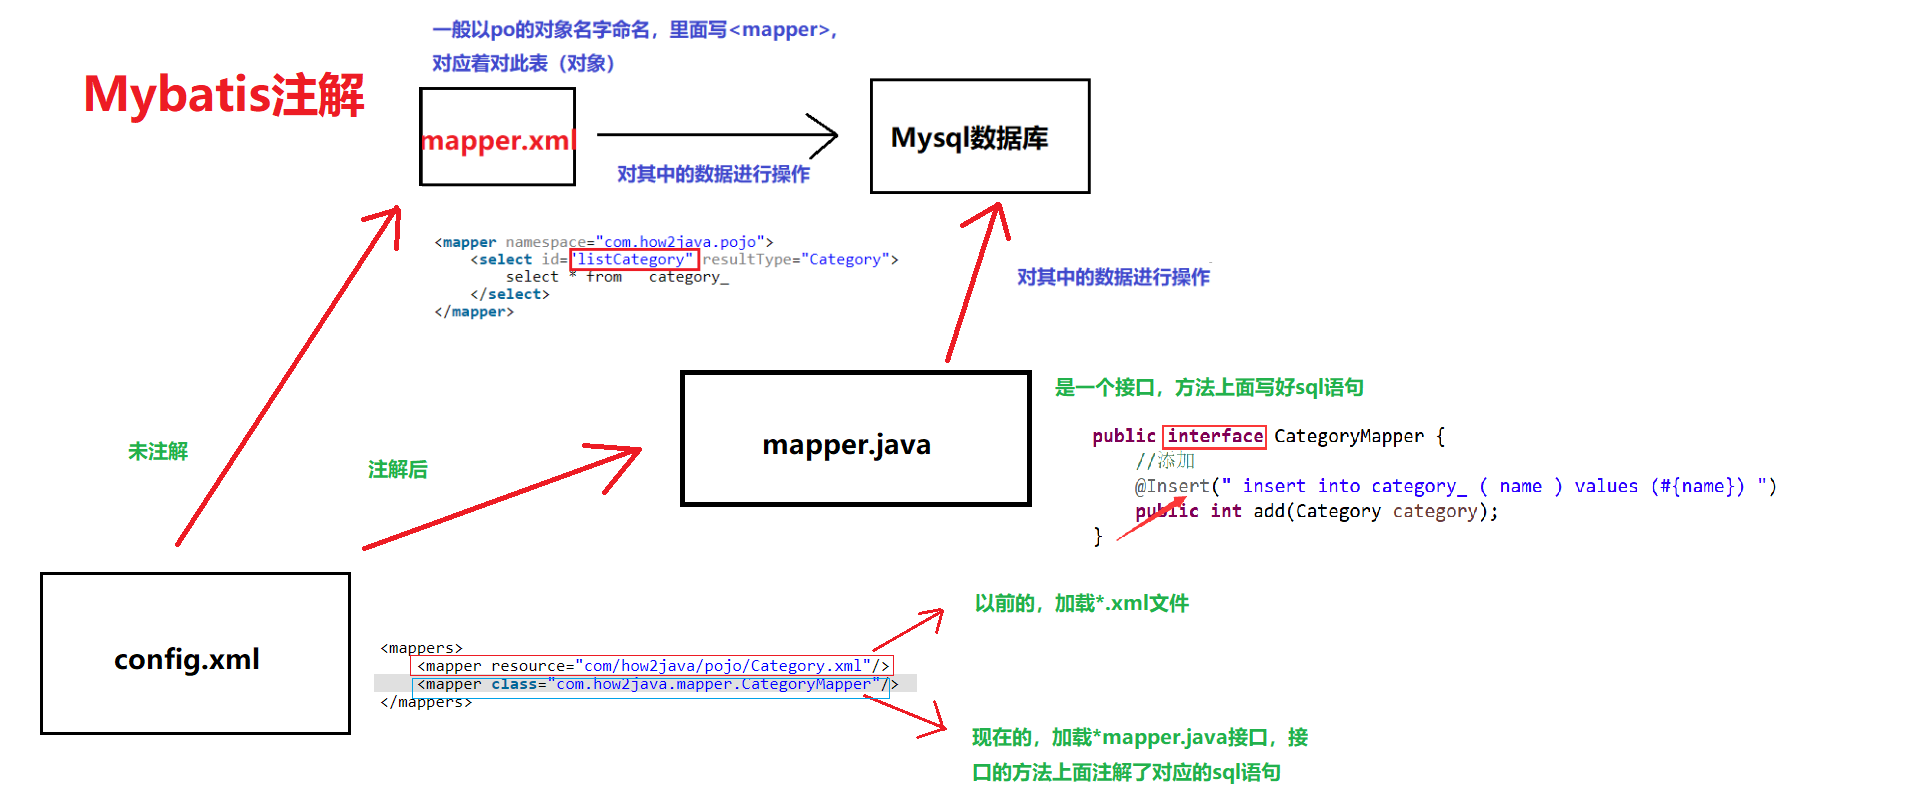 一般以po的对象名字命名，里面写<mapper>，
对应着对此表（对象）
Mybatis注解
mapper.xml
Mysql数据库
对其中的数据进行操作
<mapper namespace="com.how2java.pojo">
<select id="listCategory" resultType="Category">
select * from category_
</select>
</mapper>
对其中的数据进行操作
是一个接口，方法上面写好sql语句
mapper.java
public interface CategoryMapper {
//添加
@Insert(" insert into category_ ( name ) values (#{name}) ")
public int add(Category category);
}
未注解
注解后
config.xml
以前的，加载*.xml文件
<mappers>
<mapper resource="com/how2java/pojo/Category.xml"/>
<mapper class="com.how2java.mapper.CategoryMapper"/>
</mappers>
现在的，加载*mapper.java接口，接
口的方法上面注解了对应的sql语句